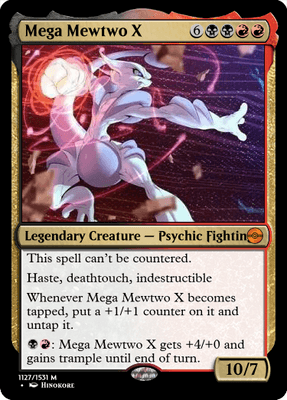 Mega Mewtwo X 6
Legendary Creature — Psychic Fighting
This spell can't be countered.
Haste, deathtouch, indestructible
Whenever Mega Mewtwo X becomes
tapped, put a +1/+1 counter on it and
untap it.
: Mega Mewtwo X gets +4/+0 and
gains trample until end of turn.
10/7
1127/1531 M
• Hinokore